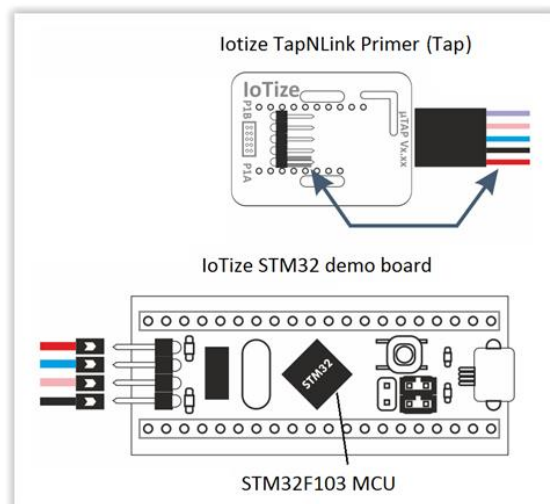 Iotize TapNLink Primer (Tap)
IoTize
P1B
P1A
µTAP Vx.xx
IoTize STM32 demo board
STM32
STM32F103 MCU